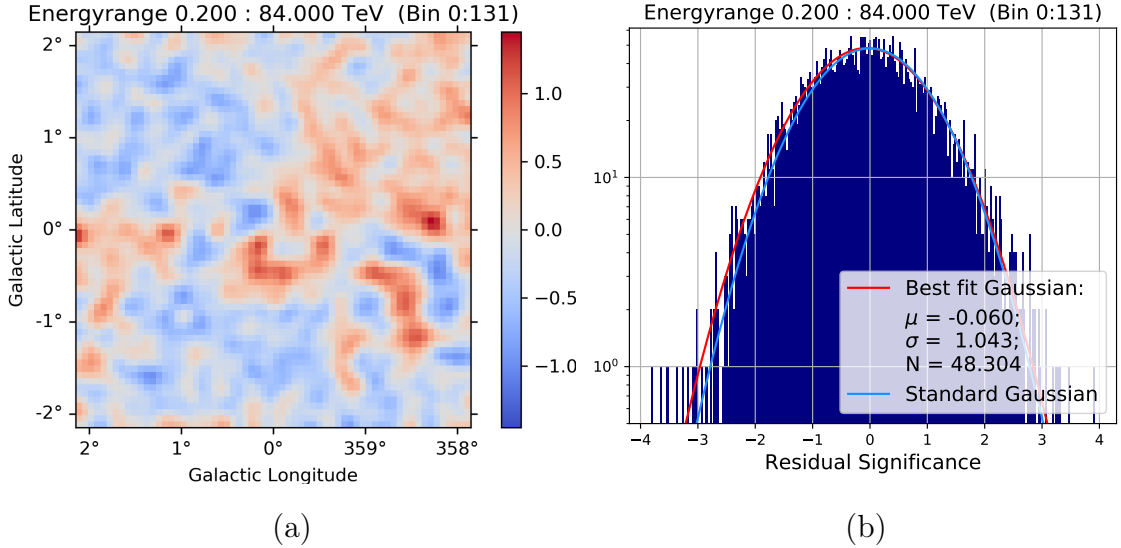 Energyrange 0.200 : 84.000 TeV (Bin 0:131)
2°
1°
0°
-1°
-2°
Galactic Latitude
2°
1°
0°
359°
358°
Galactic Longitude
1.0
0.5
0.0
−0.5
−1.0
(a)
Energyrange 0.200 : 84.000 TeV (Bin 0:131)
10¹
10⁰
Best fit Gaussian:
μ = -0.060;
σ = 1.043;
N = 48.304
Standard Gaussian
−4
−3
−2
−1
0
1
2
3
4
Residual Significance
(b)